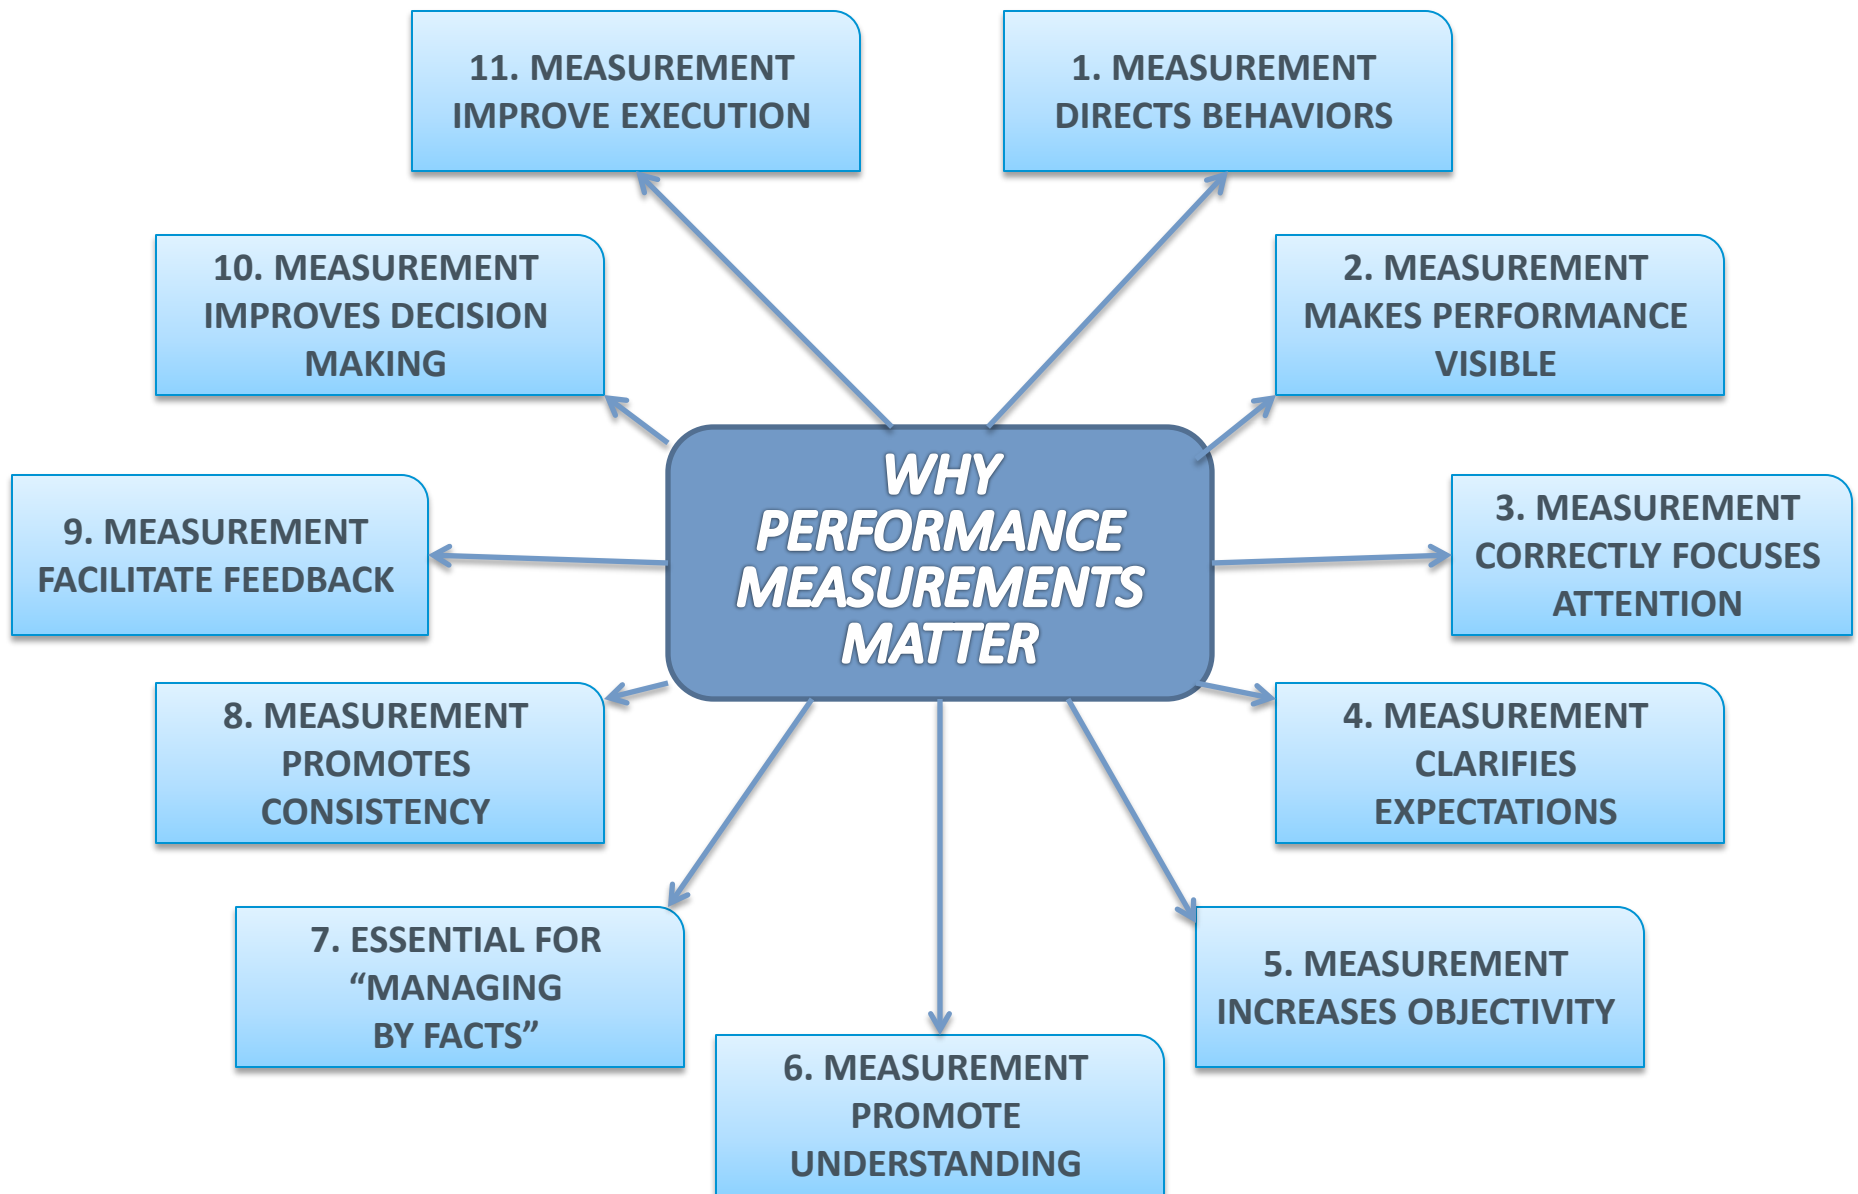 WHY
PERFORMANCE
MEASUREMENTS
MATTER
1. MEASUREMENT
DIRECTS BEHAVIORS
2. MEASUREMENT
MAKES PERFORMANCE
VISIBLE
3. MEASUREMENT
CORRECTLY FOCUSES
ATTENTION
4. MEASUREMENT
CLARIFIES
EXPECTATIONS
5. MEASUREMENT
INCREASES OBJECTIVITY
6. MEASUREMENT
PROMOTE
UNDERSTANDING
7. ESSENTIAL FOR
“MANAGING
BY FACTS”
8. MEASUREMENT
PROMOTES
CONSISTENCY
9. MEASUREMENT
FACILITATE FEEDBACK
10. MEASUREMENT
IMPROVES DECISION
MAKING
11. MEASUREMENT
IMPROVE EXECUTION